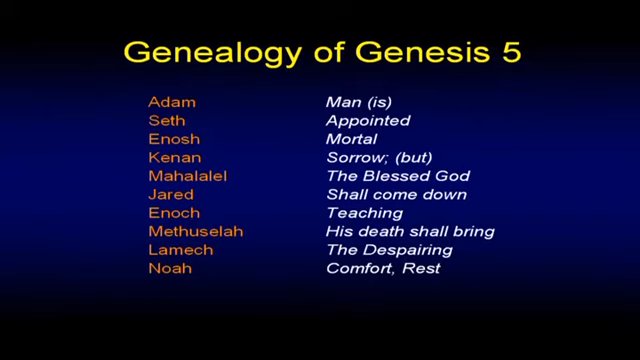 Genealogy of Genesis 5
Adam Man (is)
Seth Appointed
Enosh Mortal
Kenan Sorrow; (but)
Mahalalel The Blessed God
Jared Shall come down
Enoch Teaching
Methuselah His death shall bring
Lamech The Despairing
Noah Comfort, Rest